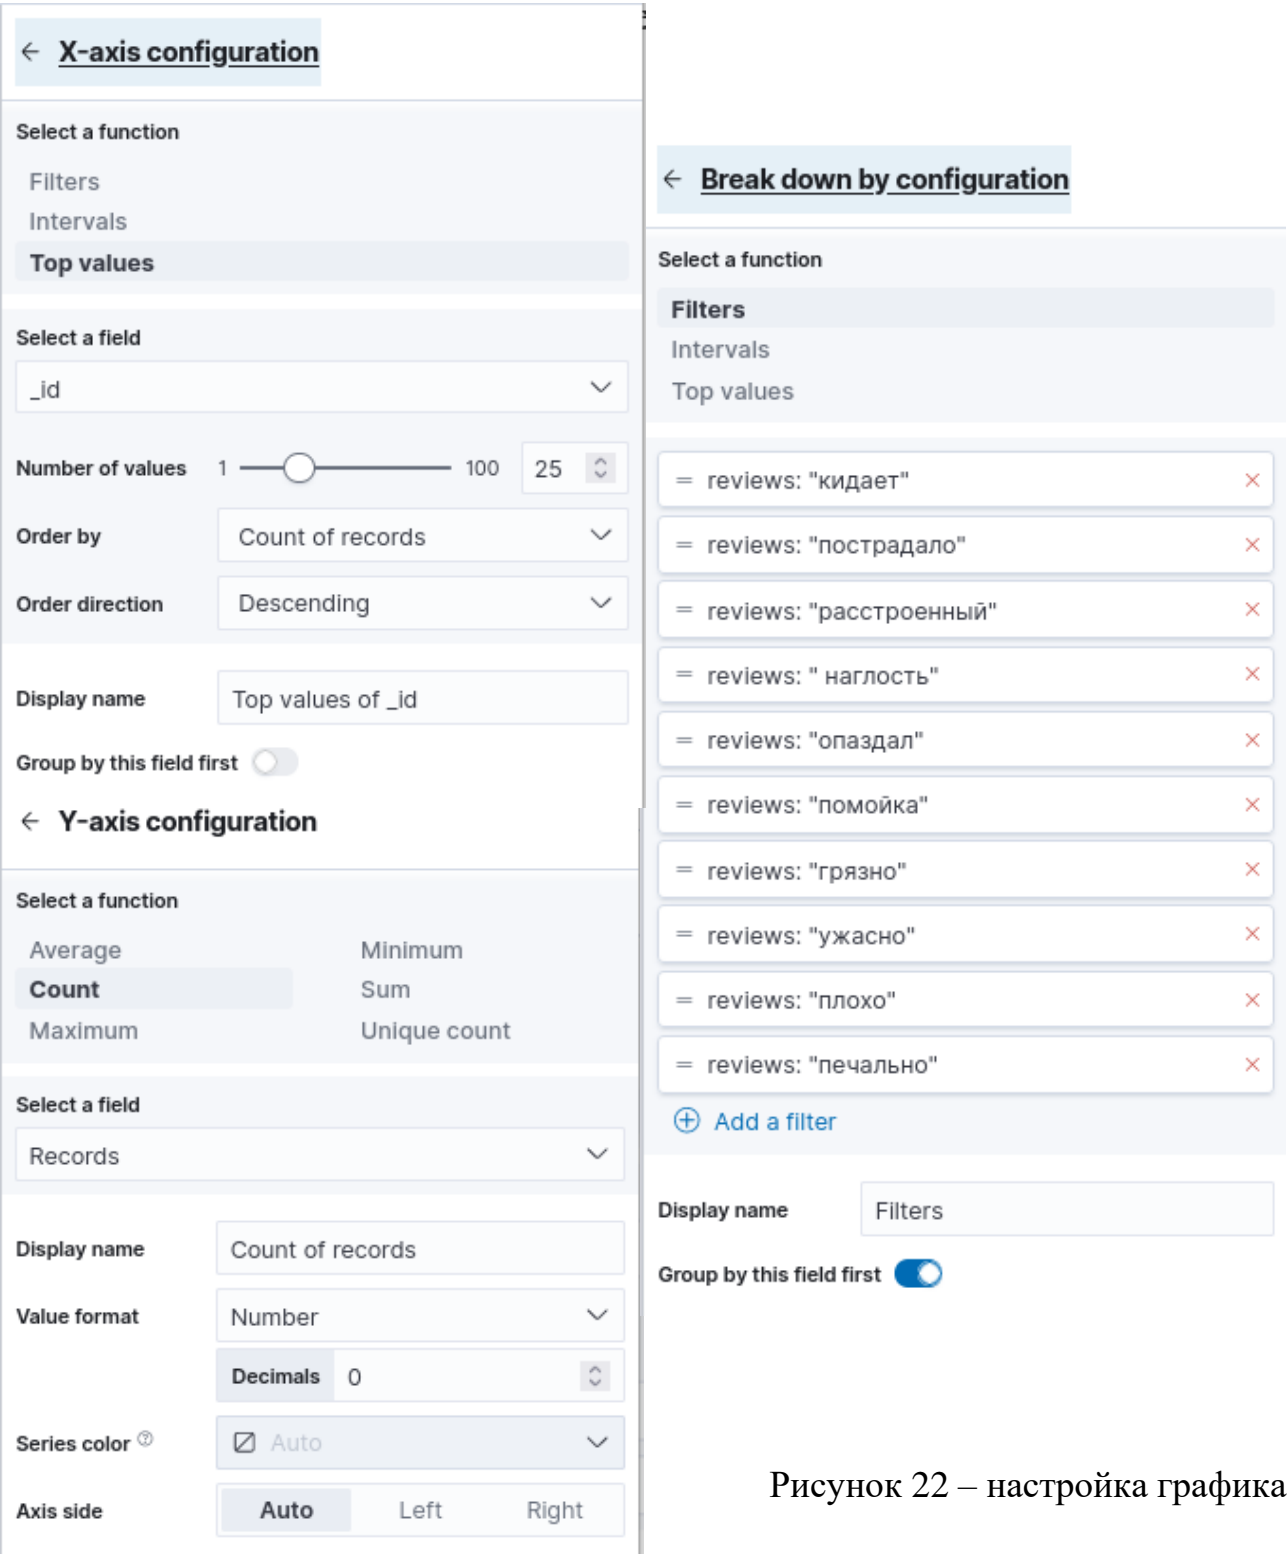 X-axis configuration
Select a function
Filters
Intervals
Top values
Select a field
_id
Number of values 1 100 25
Order by Count of records
Order direction Descending
Display name Top values of _id
Group by this field first
Y-axis configuration
Select a function
Average Minimum
Count Sum
Maximum Unique count
Select a field
Records
Display name Count of records
Value format Number
Decimals 0
Series color Auto
Axis side Auto Left Right
Break down by configuration
Select a function
Filters
Intervals
Top values
reviews: "кидает"
reviews: "пострадало"
reviews: "расстроенный"
reviews: " наглость"
reviews: "опаздал"
reviews: "помойка"
reviews: "грязно"
reviews: "ужасно"
reviews: "плохо"
reviews: "печально"
Add a filter
Display name Filters
Group by this field first
Рисунок 22 – настройка графика